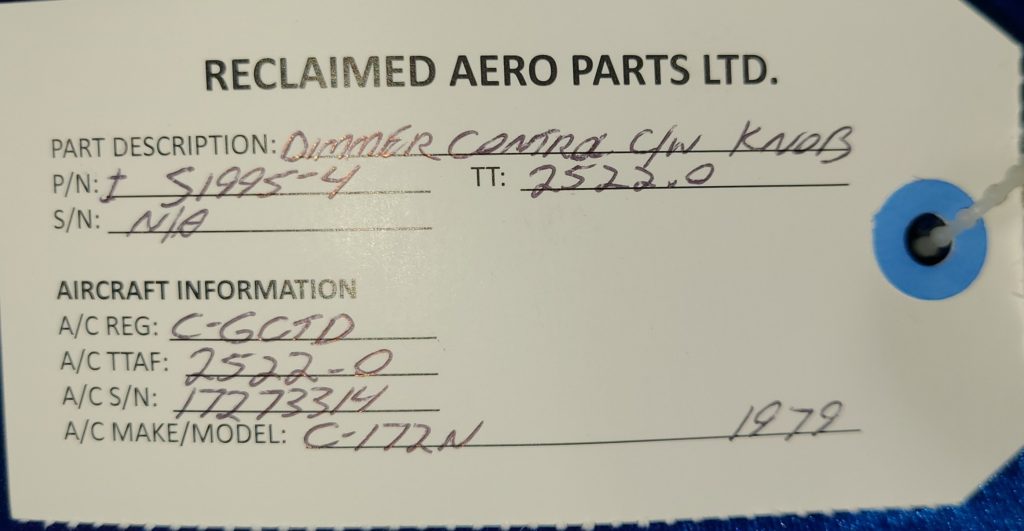 RECLAIMED AERO PARTS LTD.
PART DESCRIPTION: DIMMER CONTROL C/W KNOB
P/N: I S1995-4 TT: 2522.0
S/N: N/A
AIRCRAFT INFORMATION
A/C REG: C-GCTD
A/C TTAF: 2522-0
A/C S/N: 17273314
A/C MAKE/MODEL: C-172N 1979